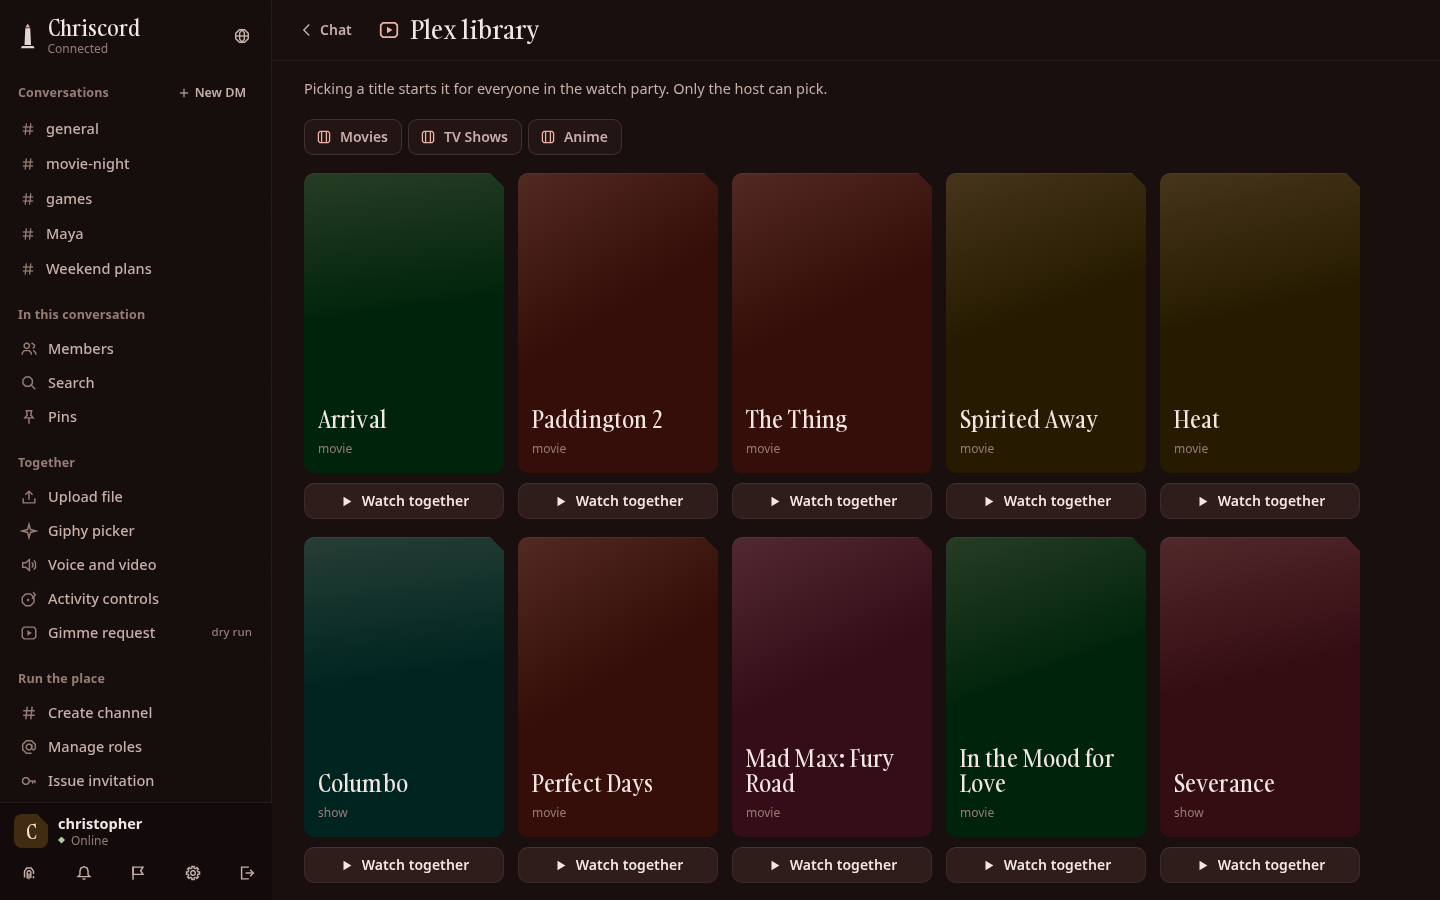 Chriscord
Connected
Conversations
New DM
general
movie-night
games
Maya
Weekend plans
In this conversation
Members
Search
Pins
Together
Upload file
Giphy picker
Voice and video
Activity controls
Gimme request dry run
Run the place
Create channel
Manage roles
Issue invitation
C
christopher
Online
Chat
Plex library
Picking a title starts it for everyone in the watch party. Only the host can pick.
Movies
TV Shows
Anime
Arrival
movie
Watch together
Paddington 2
movie
Watch together
The Thing
movie
Watch together
Spirited Away
movie
Watch together
Heat
movie
Watch together
Columbo
show
Watch together
Perfect Days
movie
Watch together
Mad Max: Fury
Road
movie
Watch together
In the Mood for
Love
movie
Watch together
Severance
show
Watch together